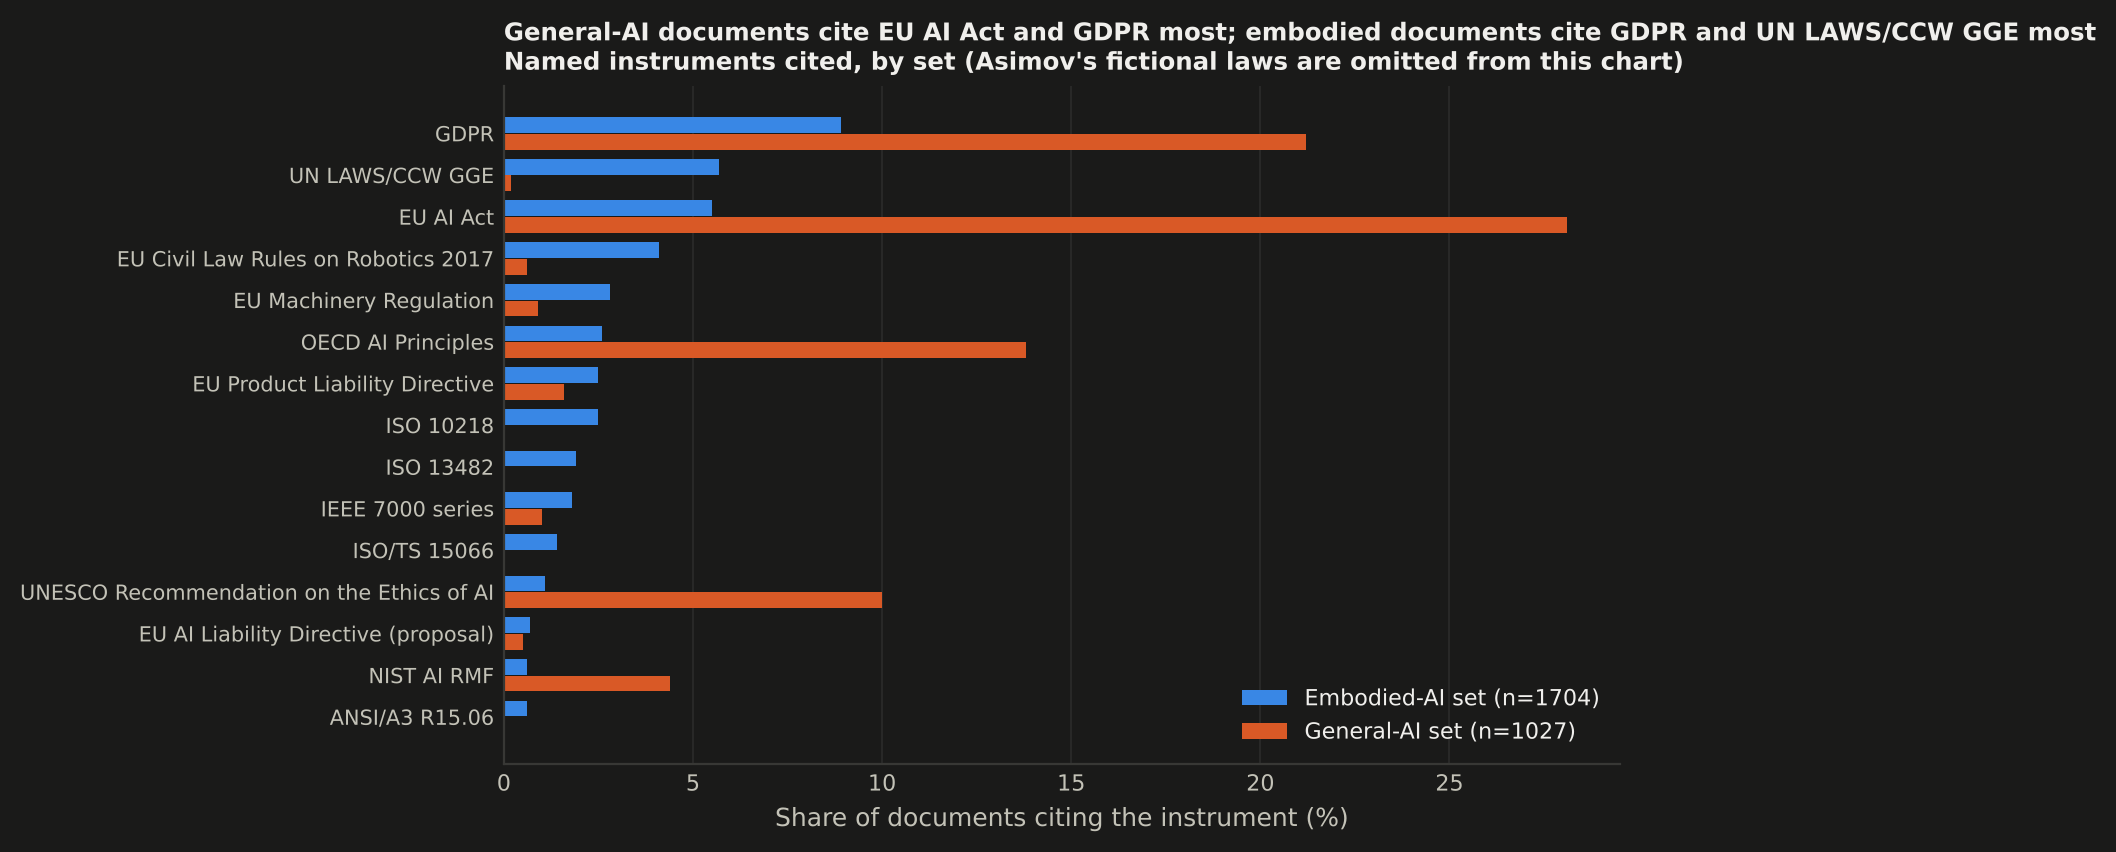 General-AI documents cite EU AI Act and GDPR most; embodied documents cite GDPR and UN LAWS/CCW GGE most
Named instruments cited, by set (Asimov's fictional laws are omitted from this chart)
GDPR
UN LAWS/CCW GGE
EU AI Act
EU Civil Law Rules on Robotics 2017
EU Machinery Regulation
OECD AI Principles
EU Product Liability Directive
ISO 10218
ISO 13482
IEEE 7000 series
ISO/TS 15066
UNESCO Recommendation on the Ethics of AI
EU AI Liability Directive (proposal)
NIST AI RMF
ANSI/A3 R15.06
Embodied-AI set (n=1704)
General-AI set (n=1027)
0 5 10 15 20 25
Share of documents citing the instrument (%)